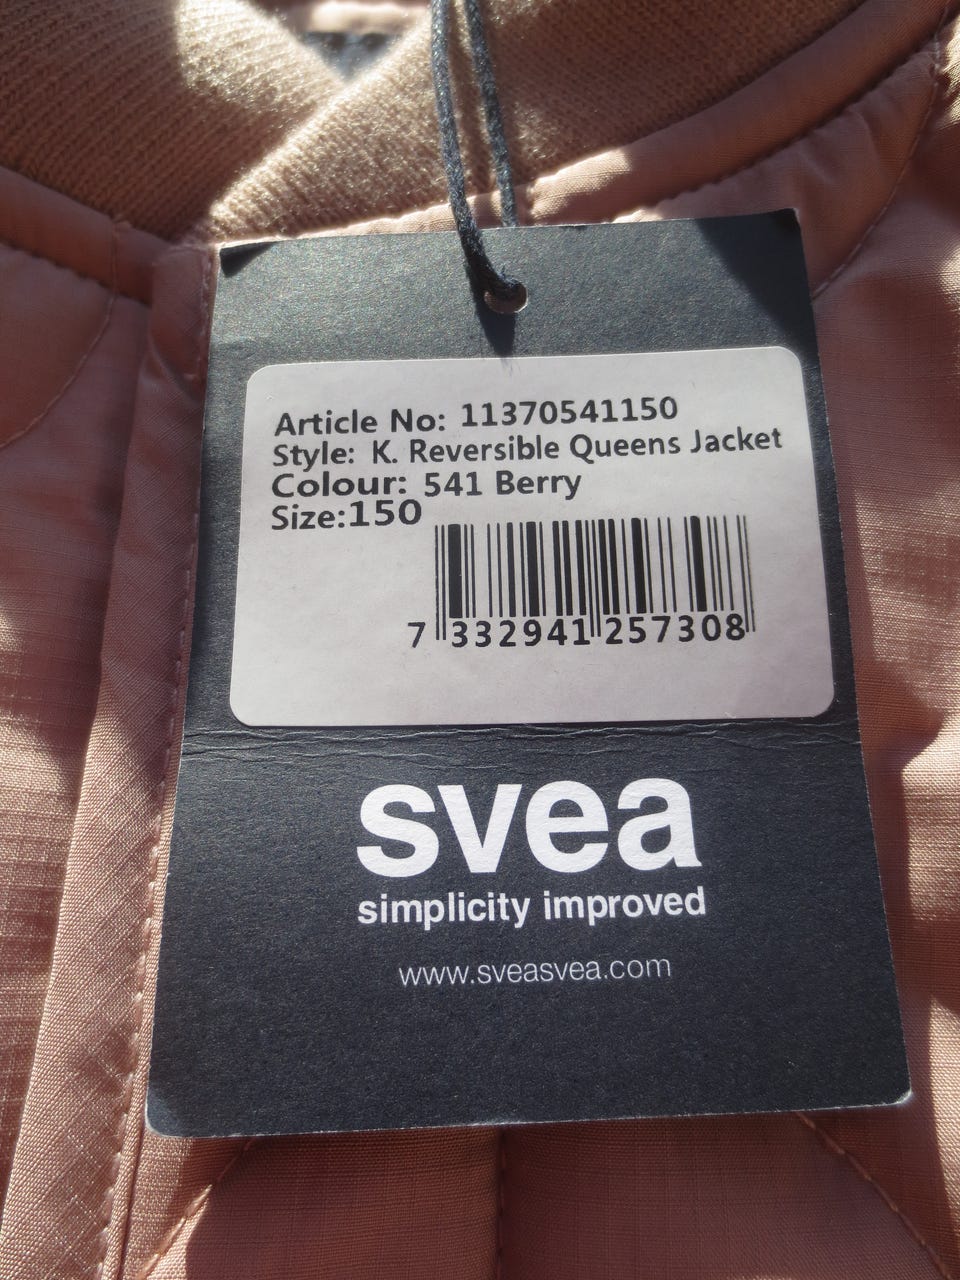 Article No: 11370541150
Style: K. Reversible Queens Jacket
Colour: 541 Berry
Size:150
7 332941 257308
svea
simplicity improved
www.sveasvea.com